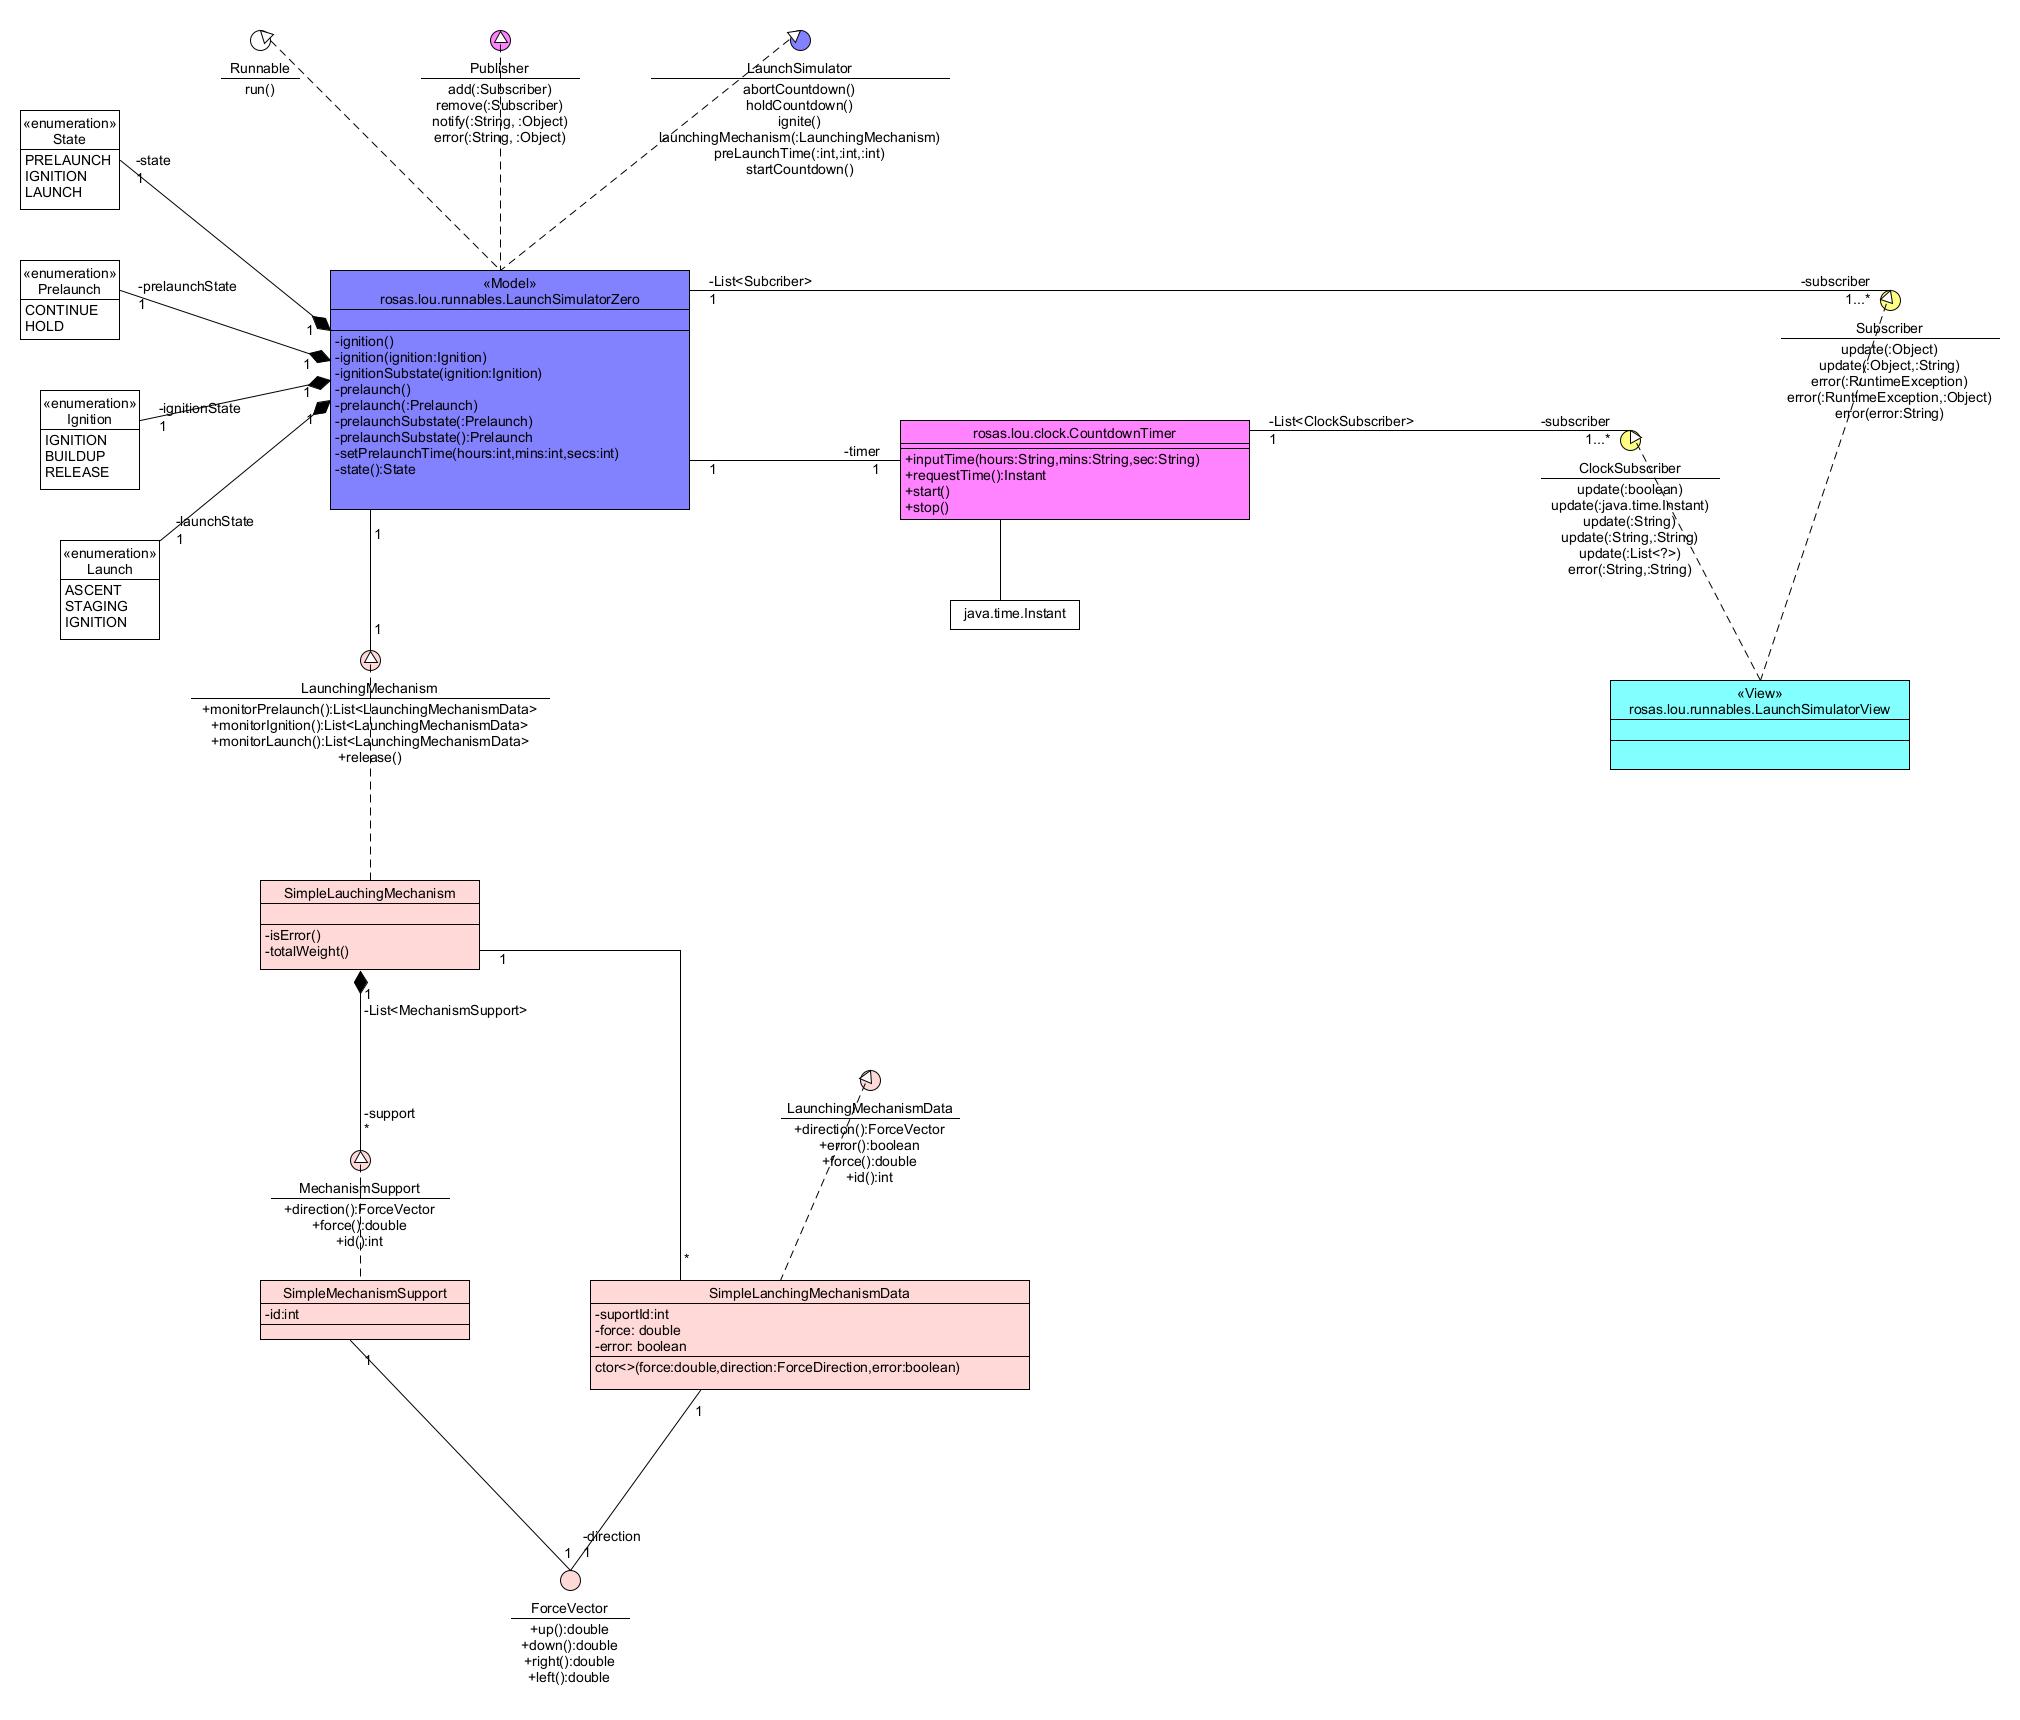 Runnable
run()
Publisher
add(:Subscriber)
remove(:Subscriber)
notify(:String, :Object)
error(:String, :Object)
LaunchSimulator
abortCountdown()
holdCountdown()
ignite()
launchingMechanism(:LaunchingMechanism)
preLaunchTime(:int,:int,:int)
startCountdown()
«enumeration»
State
PRELAUNCH
IGNITION
LAUNCH
-state
1
1
«enumeration»
Prelaunch
CONTINUE
HOLD
-prelaunchState
1
1
«enumeration»
Ignition
IGNITION
BUILDUP
RELEASE
-ignitionState
1
1
«enumeration»
Launch
ASCENT
STAGING
IGNITION
-launchState
1
1
«Model»
rosas.lou.runnables.LaunchSimulatorZero
-ignition()
-ignition(ignition:Ignition)
-ignitionSubstate(ignition:Ignition)
-prelaunch()
-prelaunch(:Prelaunch)
-prelaunchSubstate(:Prelaunch)
-prelaunchSubstate():Prelaunch
-setPrelaunchTime(hours:int,mins:int,secs:int)
-state():State
-List<Subcriber>
1
-subscriber
1...*
Subscriber
update(:Object)
update(:Object,:String)
error(:RuntimeException)
error(:RuntimeException,:Object)
error(error:String)
1
-timer
1
rosas.lou.clock.CountdownTimer
+inputTime(hours:String,mins:String,sec:String)
+requestTime():Instant
+start()
+stop()
-List<ClockSubscriber>
1
-subscriber
1...*
ClockSubscriber
update(:boolean)
update(:java.time.Instant)
update(:String)
update(:String,:String)
update(:List<?>)
error(:String,:String)
java.time.Instant
«View»
rosas.lou.runnables.LaunchSimulatorView
1
1
LaunchingMechanism
+monitorPrelaunch():List<LaunchingMechanismData>
+monitorIgnition():List<LaunchingMechanismData>
+monitorLaunch():List<LaunchingMechanismData>
+release()
SimpleLauchingMechanism
-isError()
-totalWeight()
1
1
-List<MechanismSupport>
-support
*
MechanismSupport
+direction():ForceVector
+force():double
+id():int
LaunchingMechanismData
+direction():ForceVector
+error():boolean
+force():double
+id():int
*
SimpleMechanismSupport
-id:int
1
SimpleLanchingMechanismData
-suportId:int
-force: double
-error: boolean
ctor<>(force:double,direction:ForceDirection,error:boolean)
1
-direction
1
1
ForceVector
+up():double
+down():double
+right():double
+left():double